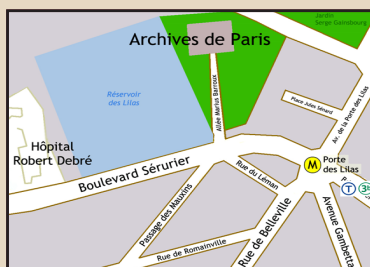 Jardin
Serge Gainsbourg
Archives de Paris
Réservoir
des Lilas
Allée Marius Barroux
Place Jules Sénard
Av. de la Porte des Lilas
Hôpital
Robert Debré
Boulevard Sérurier
Rue du Léman
M
Porte
des Lilas
T
3
Passage des Mauxins
Rue de Romainville
Rue de Belleville
Avenue Gambetta